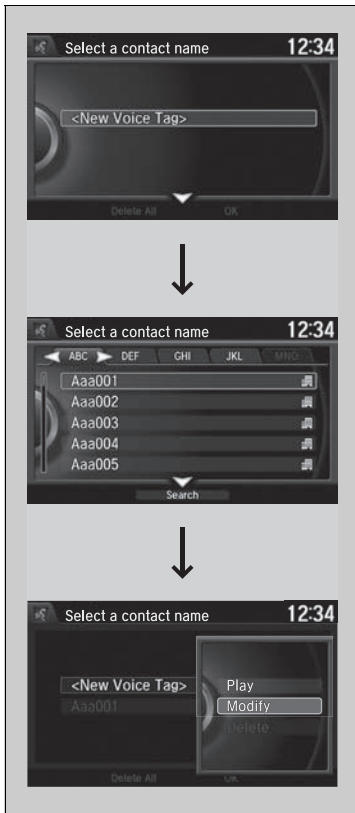 Select a contact name 12:34
<New Voice Tag>
Delete All OK
Select a contact name 12:34
ABC DEF GHI JKL MNO
Aaa001
Aaa002
Aaa003
Aaa004
Aaa005
Search
Select a contact name 12:34
<New Voice Tag>
Aaa001
Play
Modify
Delete
Delete All OK